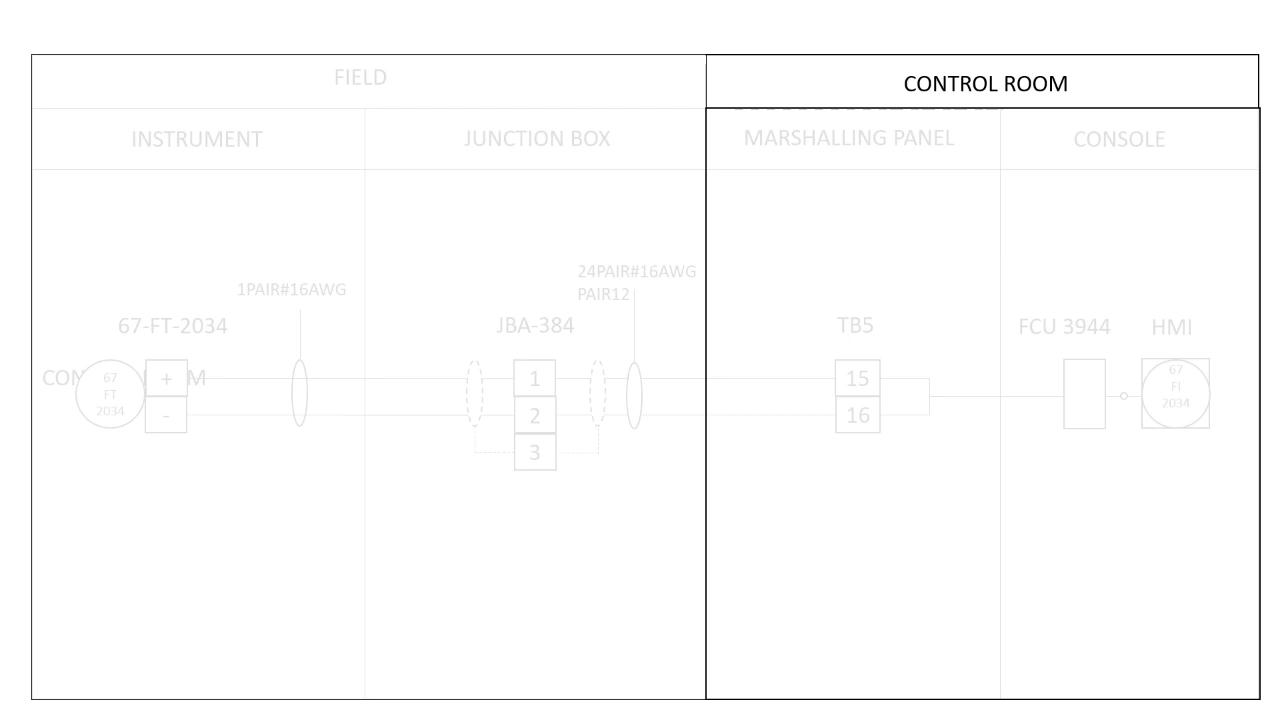 FIELD
CONTROL ROOM
INSTRUMENT
JUNCTION BOX
MARSHALLING PANEL
CONSOLE
24PAIR#16AWG
PAIR12
1PAIR#16AWG
67-FT-2034
JBA-384
TB5
FCU 3944
HMI
67
FT
2034
+
-
1
2
3
15
16
67
FI
2034